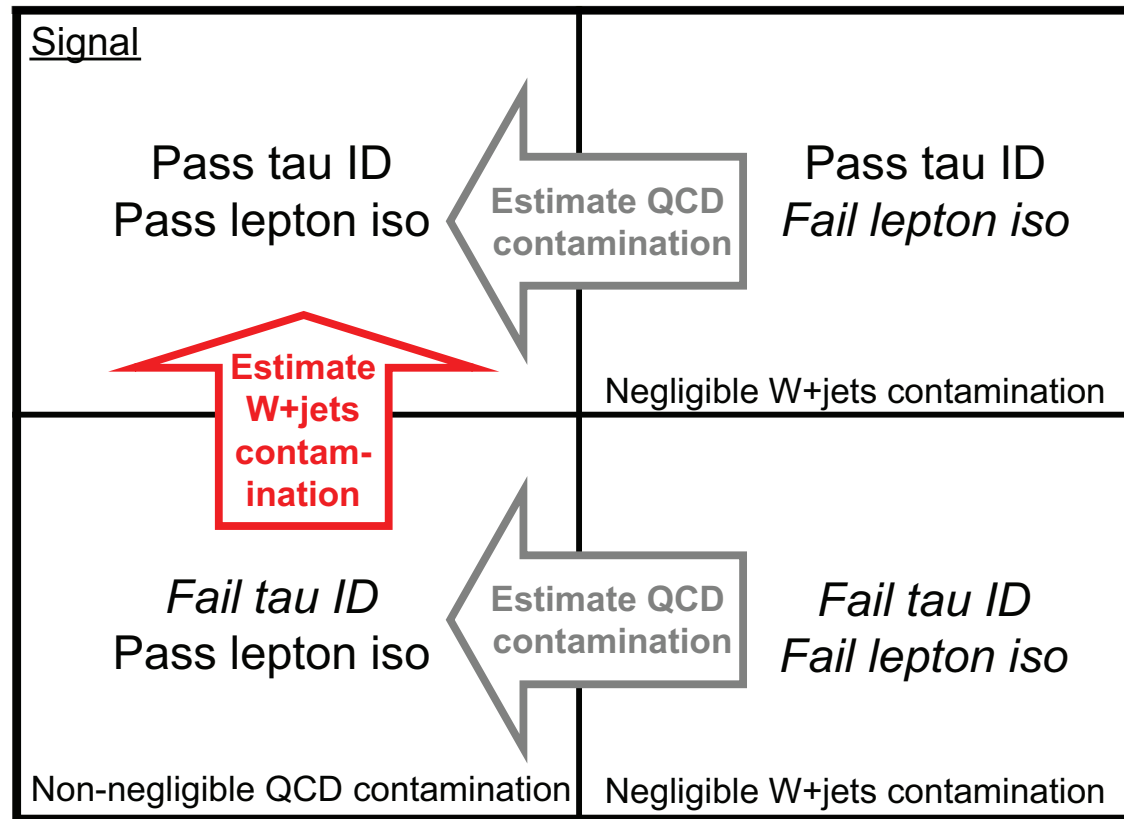 Signal
Pass tau ID
Pass lepton iso
Estimate QCD
contamination
Pass tau ID
Fail lepton iso
Negligible W+jets contamination
Estimate
W+jets
contam-
ination
Fail tau ID
Pass lepton iso
Non-negligible QCD contamination
Estimate QCD
contamination
Fail tau ID
Fail lepton iso
Negligible W+jets contamination